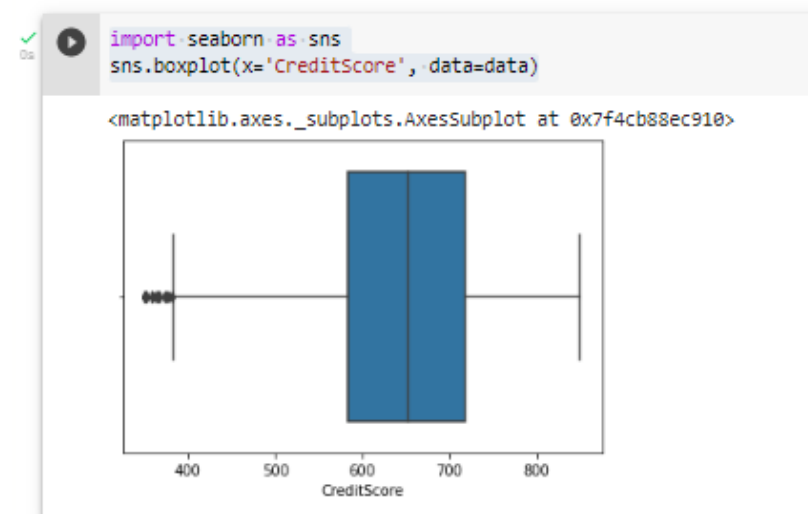 import seaborn as sns
0s
sns.boxplot(x='CreditScore', data=data)
<matplotlib.axes._subplots.AxesSubplot at 0x7f4cb88ec910>
400 500 600 700 800
CreditScore